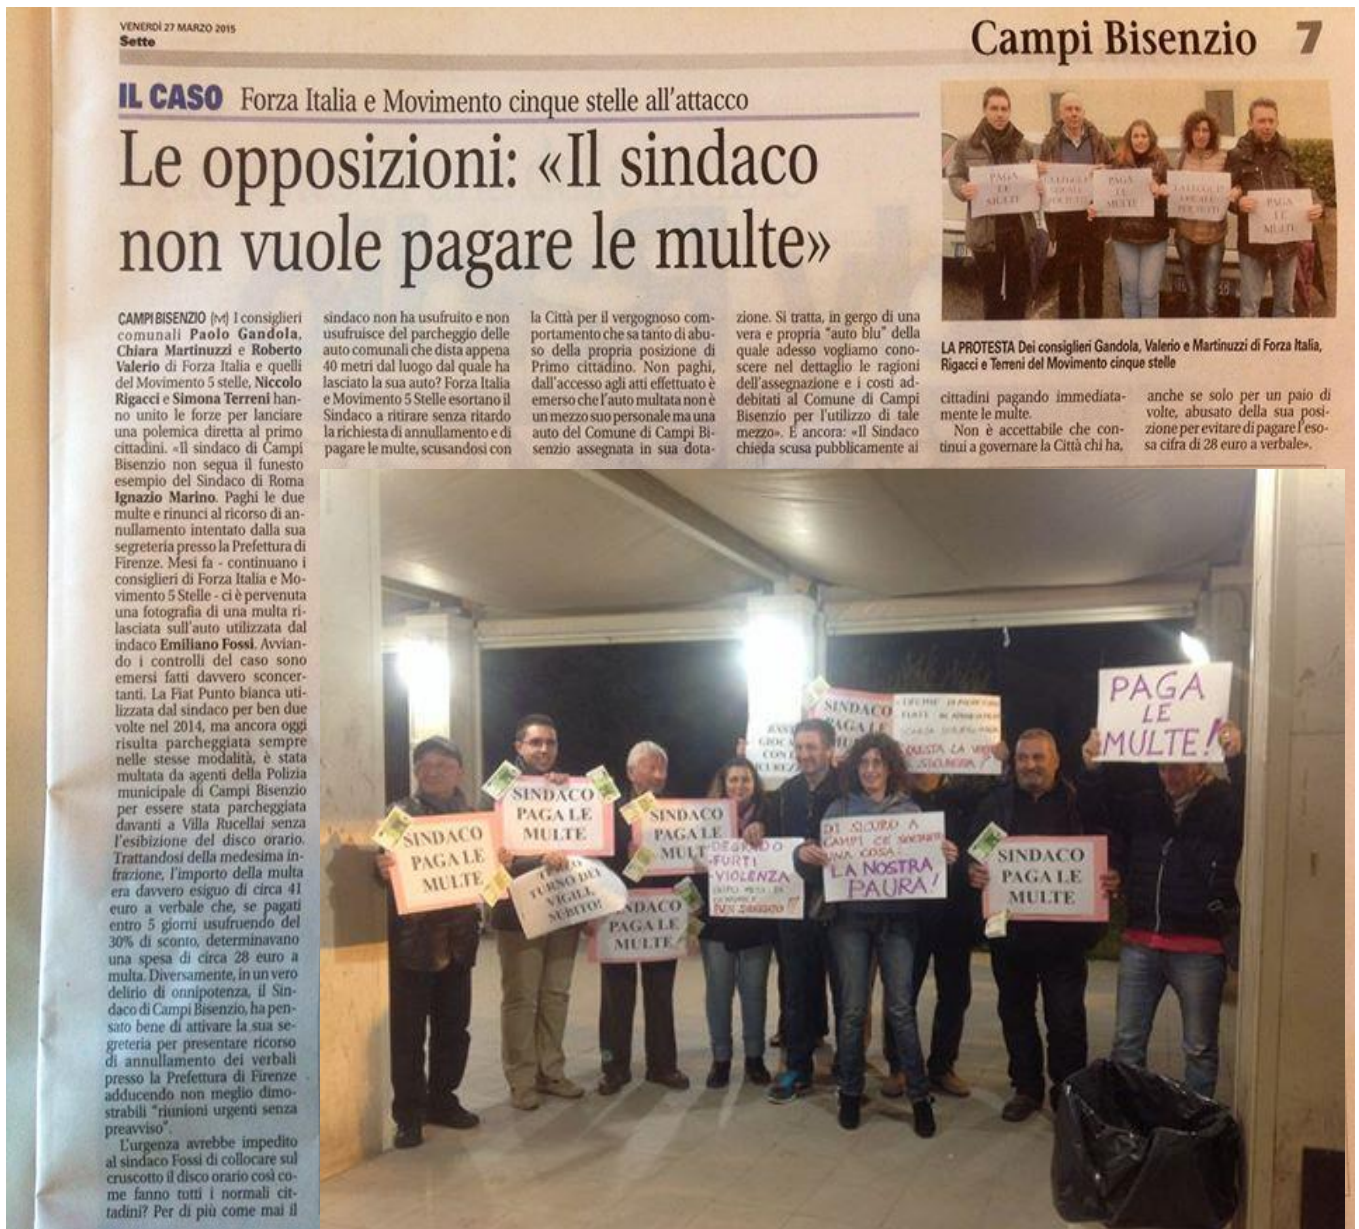 VENERDÌ 27 MARZO 2015
Sette
Campi Bisenzio 7
IL CASO Forza Italia e Movimento cinque stelle all'attacco
Le opposizioni: «Il sindaco
non vuole pagare le multe»
CAMPI BISENZIO I consiglieri
comunali Paolo Gandola,
Chiara Martinuzzi e Roberto
Valerio di Forza Italia e quelli
del Movimento 5 stelle, Niccolo
Rigacci e Simona Terreni han-
no unito le forze per lanciare
una polemica diretta al primo
cittadini. «Il sindaco di Campi
Bisenzio non segua il funesto
esempio del Sindaco di Roma
Ignazio Marino. Paghi le due
multe e rinunci al ricorso di an-
nullamento intentato dalla sua
segreteria presso la Prefettura di
Firenze. Mesi fa - continuano i
consiglieri di Forza Italia e Mo-
vimento 5 Stelle - ci è pervenuta
una fotografia di una multa ri-
lasciata sull'auto utilizzata dal
indaco Emiliano Fossi. Avvian-
do i controlli del caso sono
emersi fatti davvero sconcer-
tanti. La Fiat Punto bianca uti-
lizzata dal sindaco per ben due
volte nel 2014, ma ancora oggi
risulta parcheggiata sempre
nelle stesse modalità, è stata
multata da agenti della Polizia
municipale di Campi Bisenzio
per essere stata parcheggiata
davanti a Villa Rucellai senza
l'esibizione del disco orario.
Trattandosi della medesima in-
frazione, l'importo della multa
era davvero esiguo di circa 41
euro a verbale che, se pagati
entro 5 giorni usufruendo del
30% di sconto, determinavano
una spesa di circa 28 euro a
multa. Diversamente, in un vero
delirio di onnipotenza, il Sin-
daco di Campi Bisenzio, ha pen-
sato bene di attivare la sua se-
greteria per presentare ricorso
di annullamento dei verbali
presso la Prefettura di Firenze
adducendo non meglio dimo-
strabili "riunioni urgenti senza
preavviso".
L'urgenza avrebbe impedito
al sindaco Fossi di collocare sul
cruscotto il disco orario così co-
me fanno tutti i normali cit-
tadini? Per di più come mai il
sindaco non ha usufruito e non
usufruisce del parcheggio delle
auto comunali che dista appena
40 metri dal luogo dal quale ha
lasciato la sua auto? Forza Italia
e Movimento 5 Stelle esortano il
Sindaco a ritirare senza ritardo
la richiesta di annullamento e di
pagare le multe, scusandosi con
la Città per il vergognoso com-
portamento che sa tanto di abu-
so della propria posizione di
Primo cittadino. Non paghi,
dall'accesso agli atti effettuato è
emerso che l'auto multata non è
un mezzo suo personale ma una
auto del Comune di Campi Bi-
senzio assegnata in sua dota-
zione. Si tratta, in gergo di una
vera e propria "auto blu" della
quale adesso vogliamo cono-
scere nel dettaglio le ragioni
dell'assegnazione e i costi ad-
debitati al Comune di Campi
Bisenzio per l'utilizzo di tale
mezzo». E ancora: «Il Sindaco
chieda scusa pubblicamente ai
PAGA
LE
MULTE
PAGA
LE
MULTE
PAGA
LE
MULTE
LA PROTESTA Dei consiglieri Gandola, Valerio e Martinuzzi di Forza Italia,
Rigacci e Terreni del Movimento cinque stelle
cittadini pagando immediata-
mente le multe.
Non è accettabile che con-
tinui a governare la Città chi ha,
anche se solo per un paio di
volte, abusato della sua posi-
zione per evitare di pagare l'eso-
sa cifra di 28 euro a verbale».
SINDACO
PAGA LE
MULTE
SINDACO
PAGA LE
MULTE
TURNO DEI
VIGILI
SUBITO!
SINDACO
PAGA LE
MULT
NDACO
PAGA LE
MULTE
DEGRADO
-FURTI
-VIOLENZA
SINDACO
PAGA LE
QUESTA LA
DI SICURO A
CAMPI CE SOLTANTO
UNA COSA:
LA NOSTRA
PAURA!
SINDACO
PAGA LE
MULTE
PAGA
LE
MULTE!